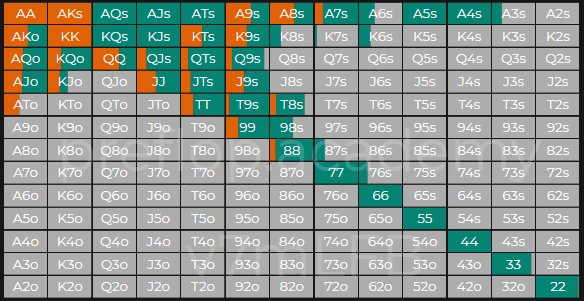 AA AKs AQs AJs ATs A9s A8s A7s A6s A5s A4s A3s A2s
AKo KK KQs KJs KTs K9s K8s K7s K6s K5s K4s K3s K2s
AQo KQo QQ QJs QTs Q9s Q8s Q7s Q6s Q5s Q4s Q3s Q2s
AJo KJo QJo JJ JTs J9s J8s J7s J6s J5s J4s J3s J2s
ATo KTo QTo JTo TT T9s T8s T7s T6s T5s T4s T3s T2s
A9o K9o Q9o J9o T9o 99 98s 97s 96s 95s 94s 93s 92s
A8o K8o Q8o J8o T8o 98o 88 87s 86s 85s 84s 83s 82s
preflop.academy
A7o K7o Q7o J7o T7o 97o 87o 77 76s 75s 74s 73s 72s
A6o K6o Q6o J6o T6o 96o 86o 76o 66 65s 64s 63s 62s
A5o K5o Q5o J5o T5o 95o 85o 75o 65o 55 54s 53s 52s
A4o K4o Q4o J4o T4o 94o 84o 74o 64o 54o 44 43s 42s
A3o K3o Q3o J3o T3o 93o 83o 73o 63o 53o 43o 33 32s
A2o K2o Q2o J2o T2o 92o 82o 72o 62o 52o 42o 32o 22